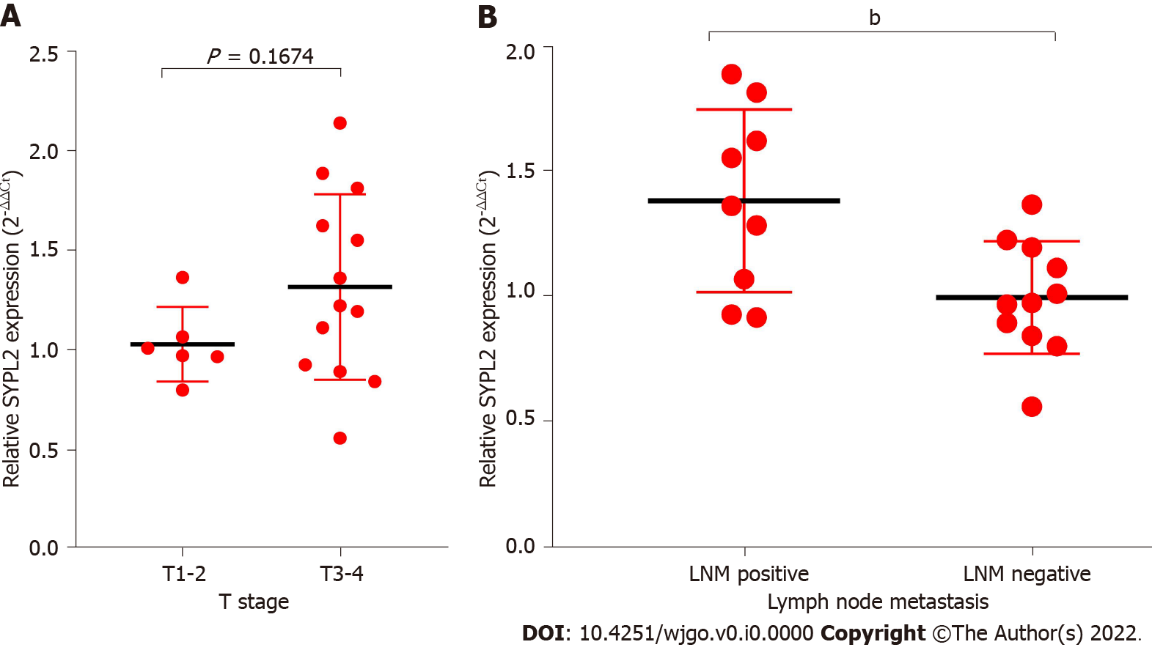 A
P = 0.1674
2.5
2.0
1.5
1.0
0.5
0.0
Relative SYPL2 expression (2-ΔΔCt)
T1-2 T3-4
T stage
B
b
2.0
1.5
1.0
0.5
0.0
Relative SYPL2 expression (2-ΔΔCt)
LNM positive LNM negative
Lymph node metastasis
DOI: 10.4251/wjgo.v0.i0.0000 Copyright ©The Author(s) 2022.